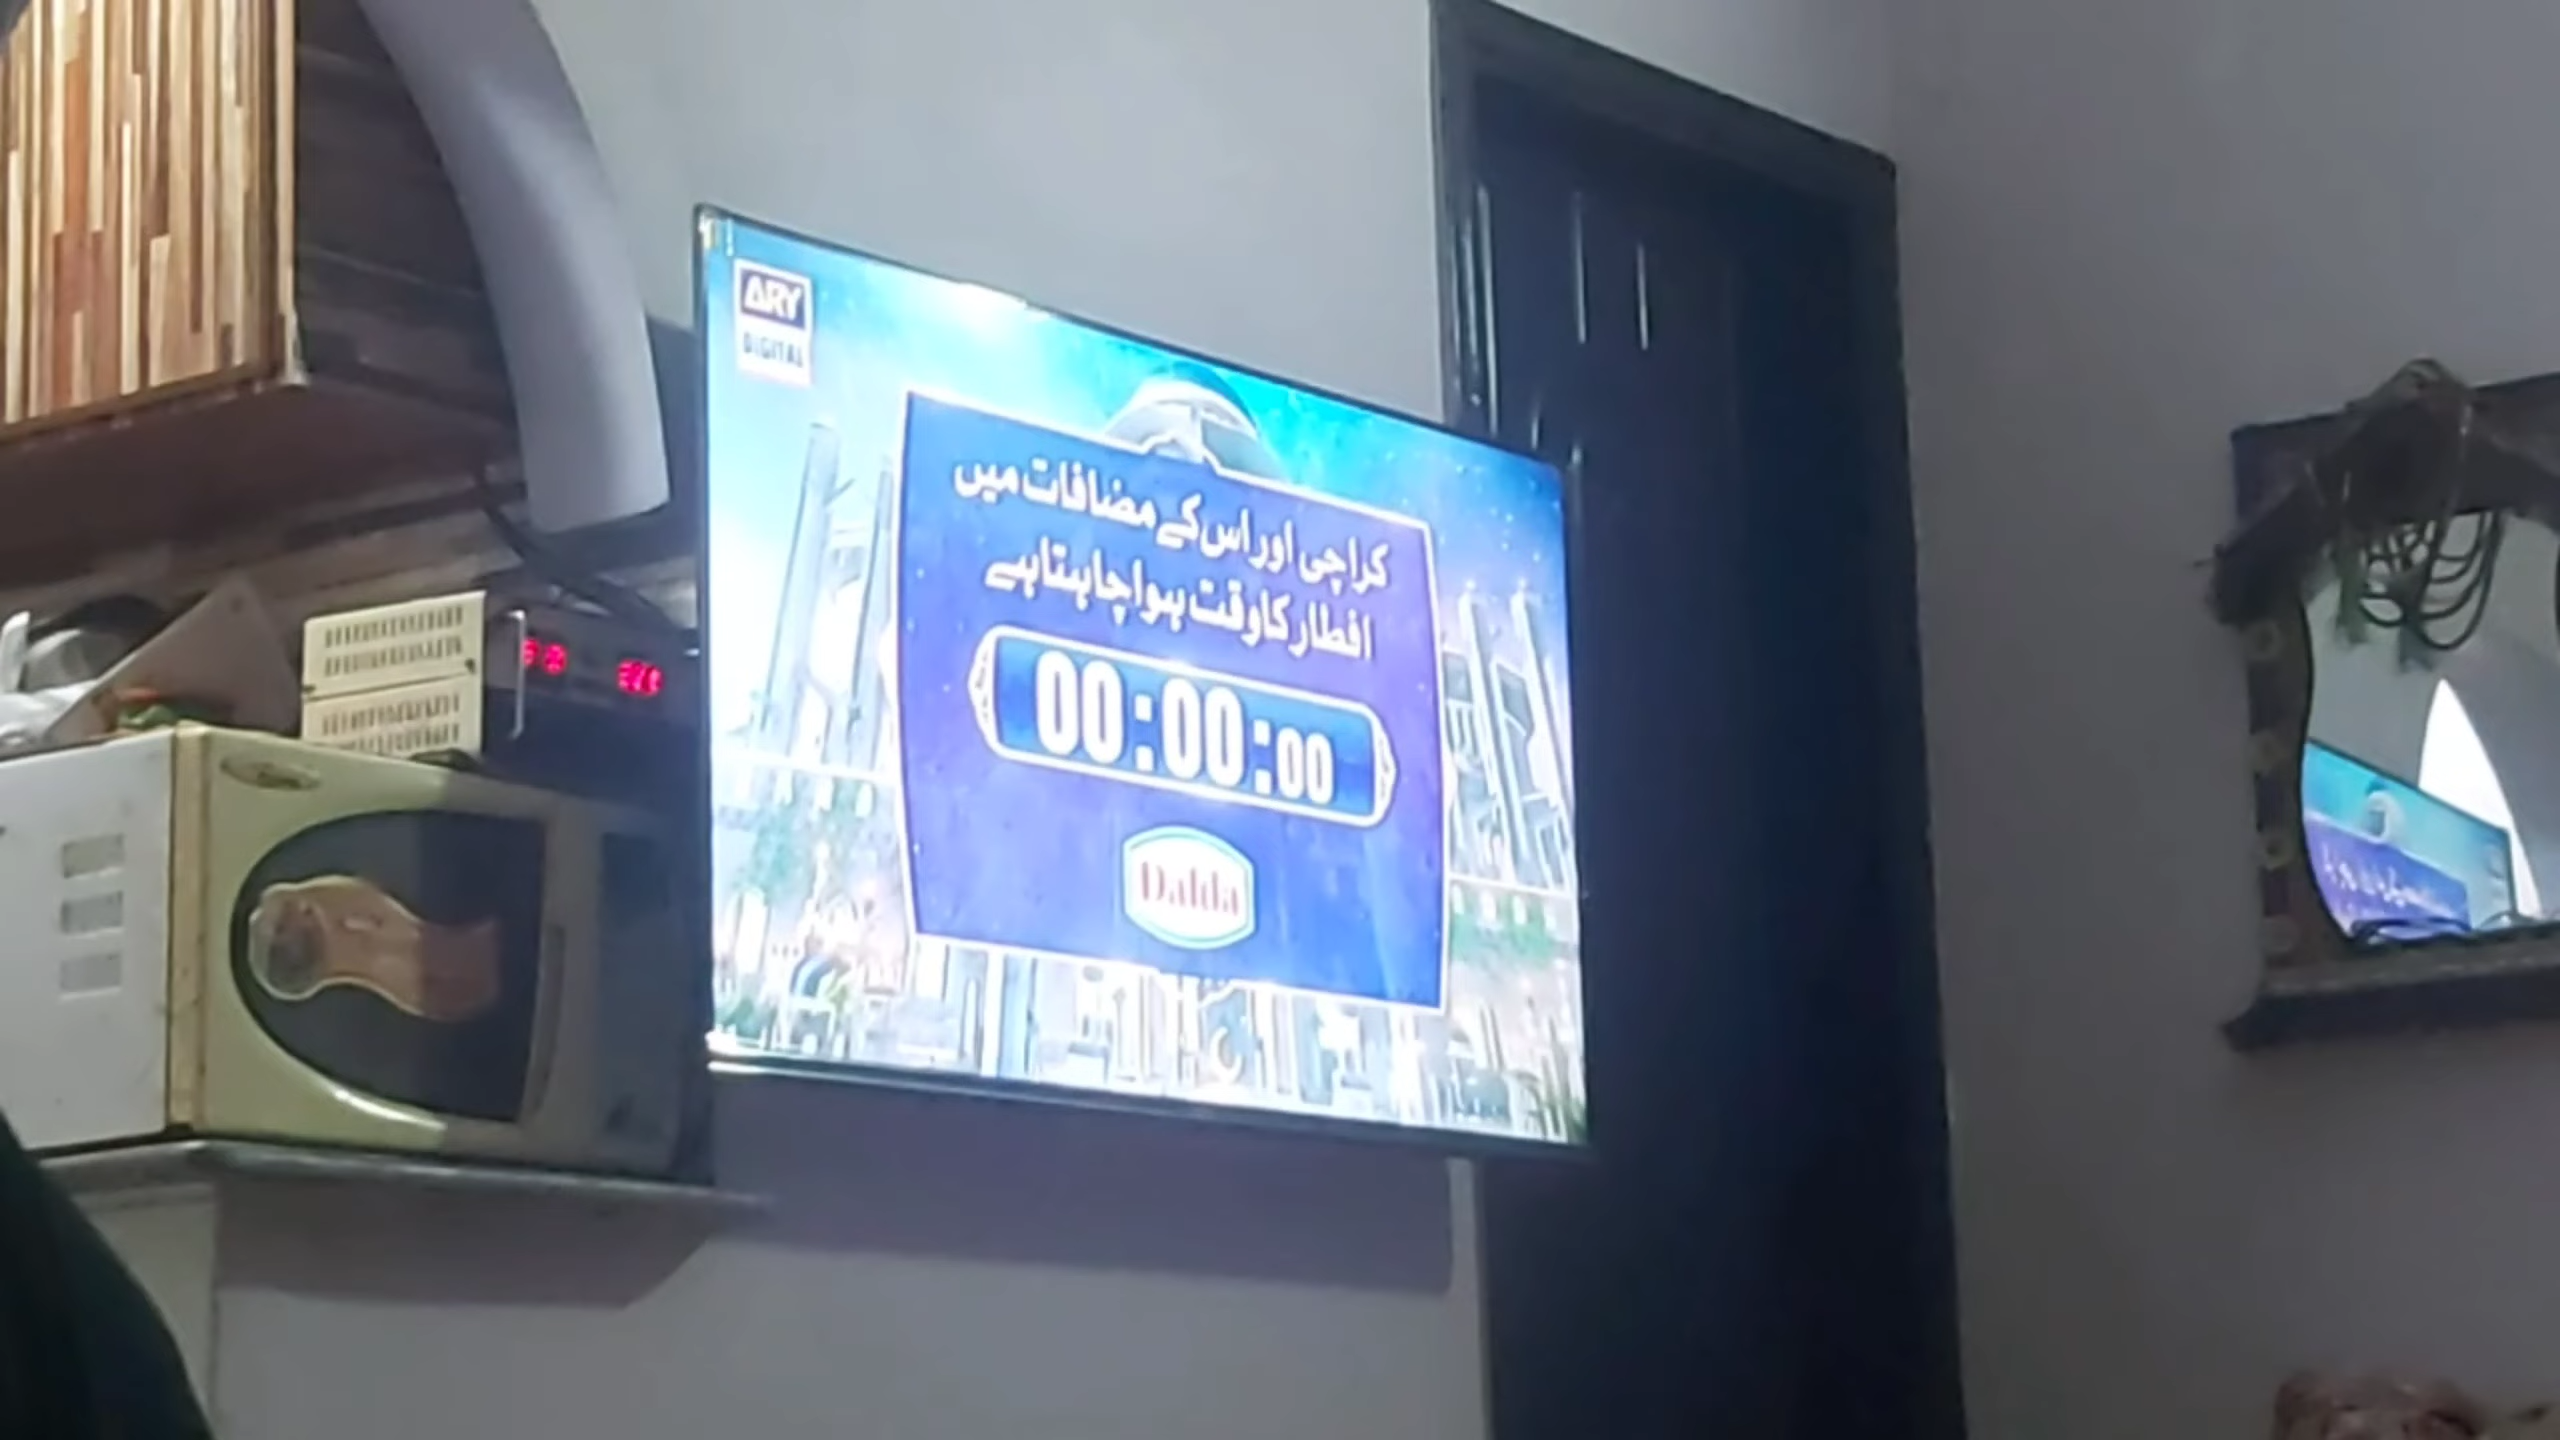 ARY
DIGITAL
کراچی اور اس کے مضافات میں
افطار کا وقت ہوا چاہتا ہے
00:00:00
Dalda